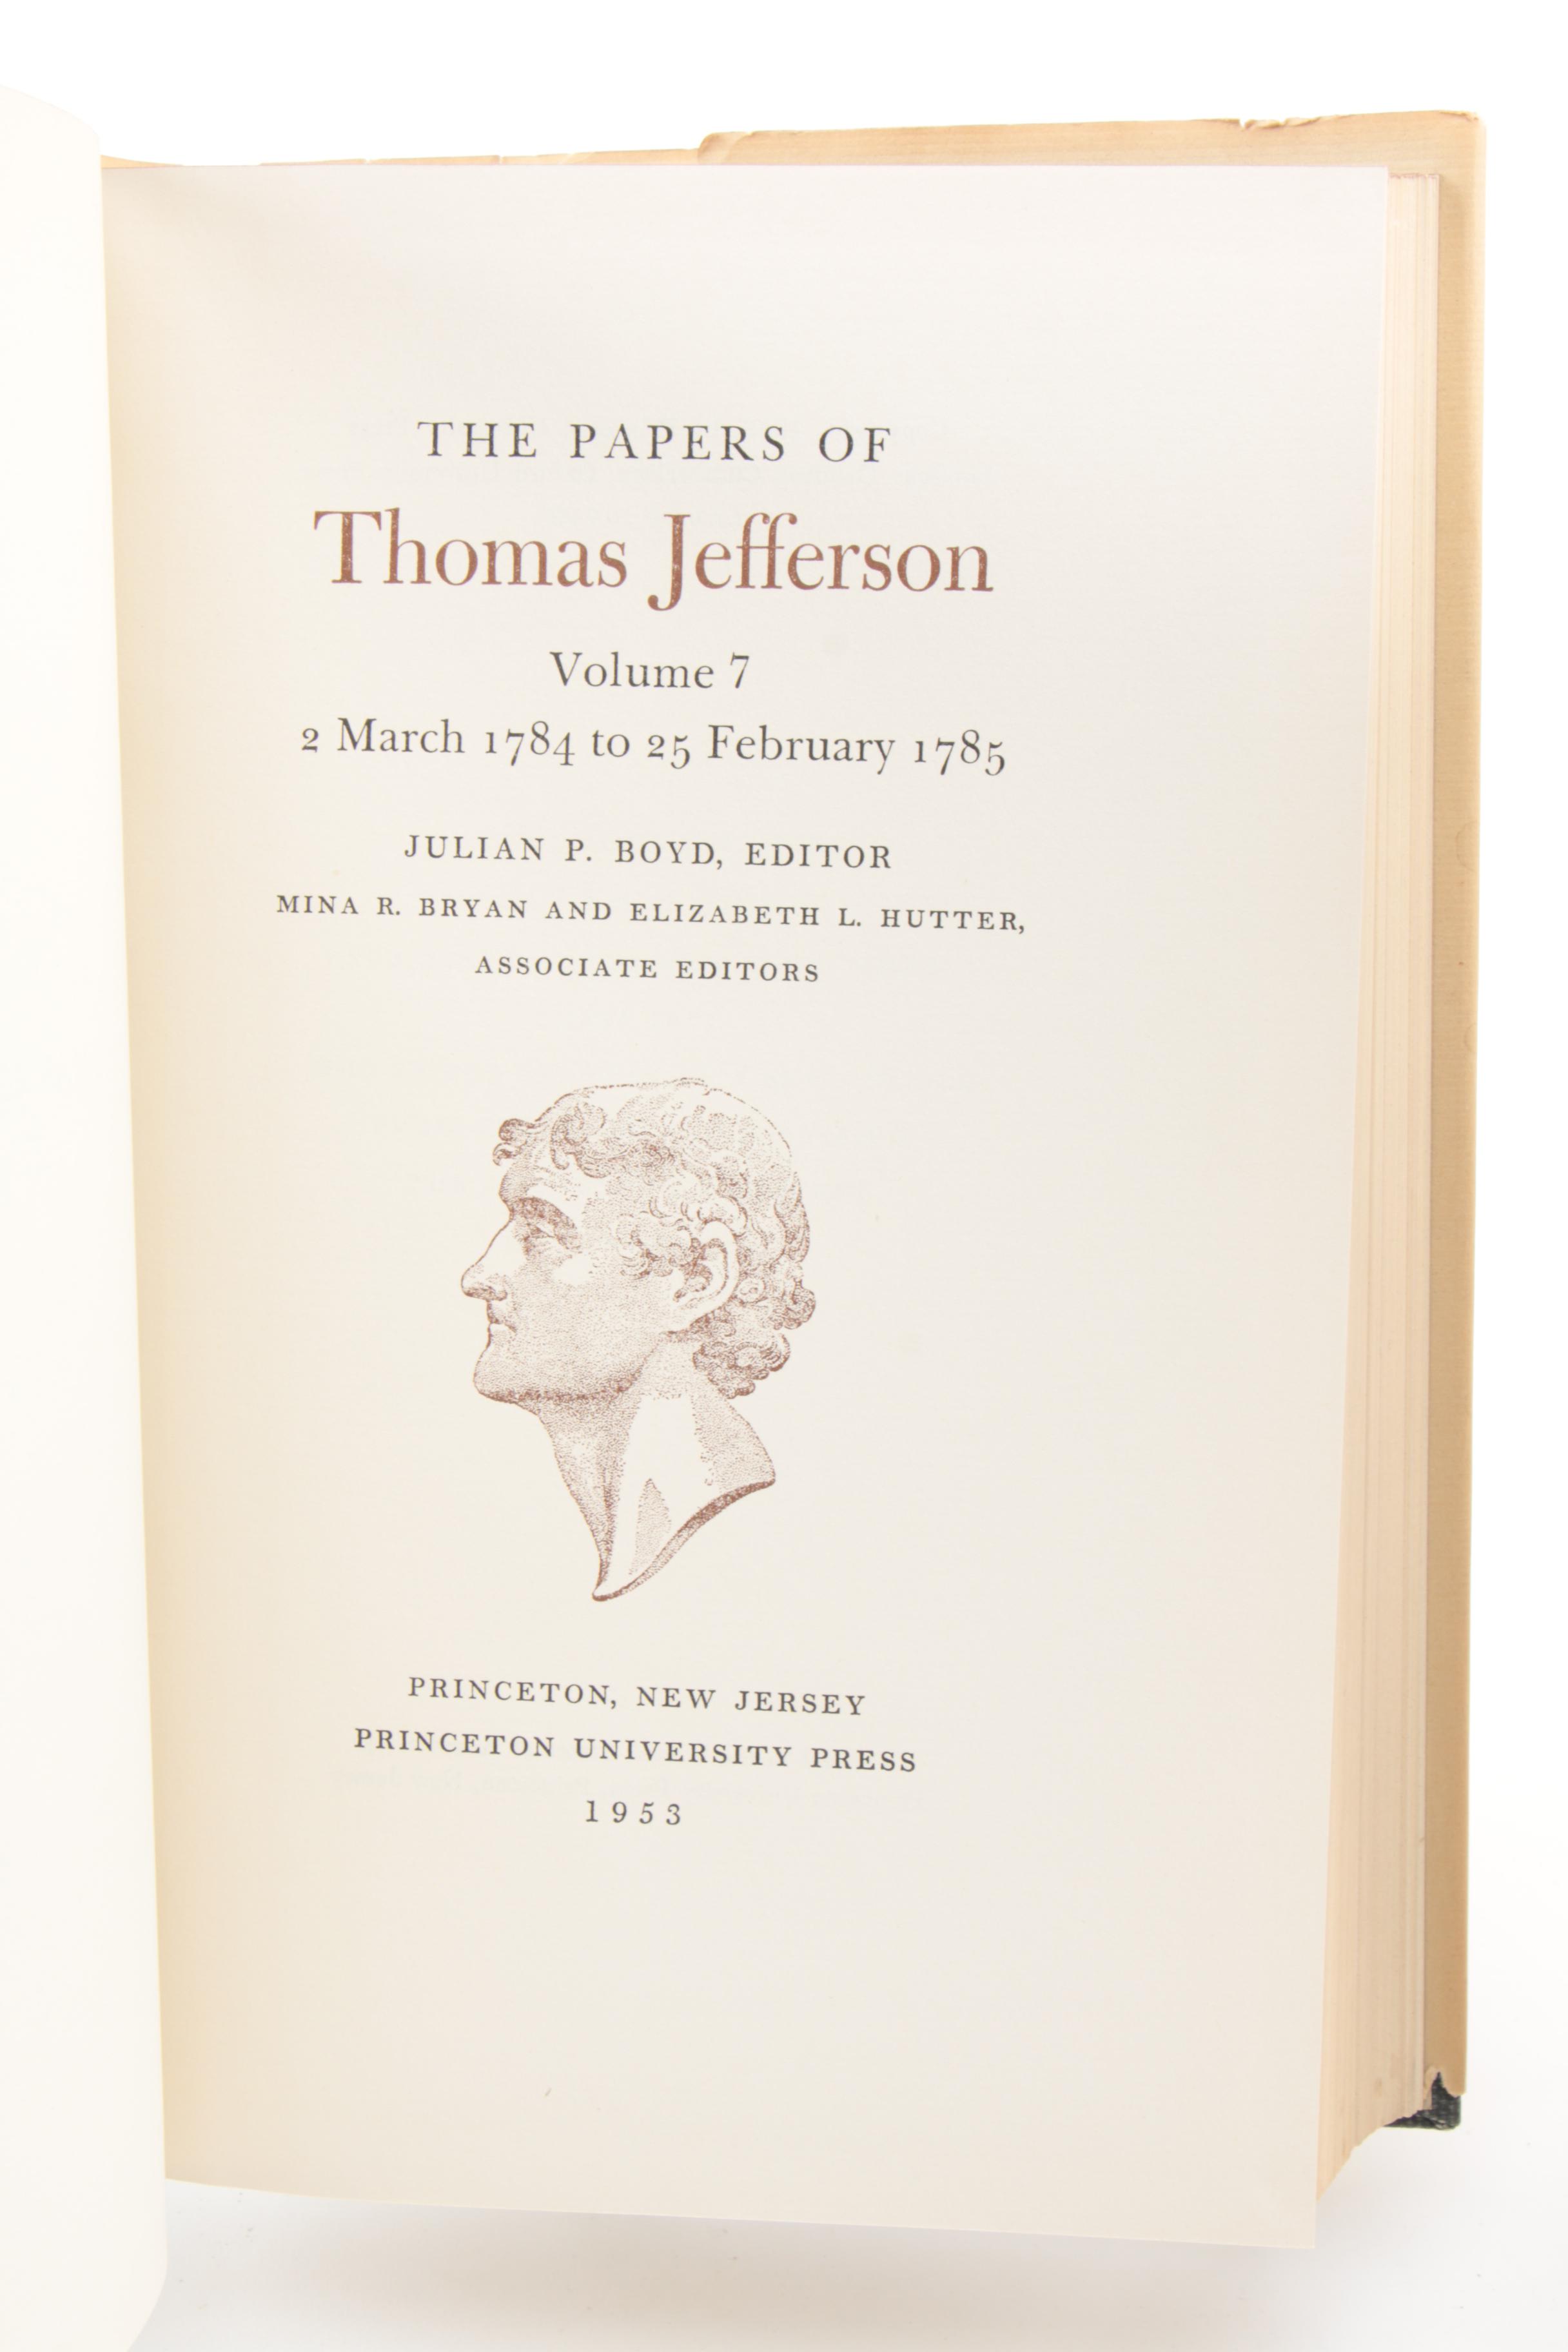 THE PAPERS OF
Thomas Jefferson
Volume 7
2 March 1784 to 25 February 1785
JULIAN P. BOYD, EDITOR
MINA R. BRYAN AND ELIZABETH L. HUTTER,
ASSOCIATE EDITORS
PRINCETON, NEW JERSEY
PRINCETON UNIVERSITY PRESS
1953